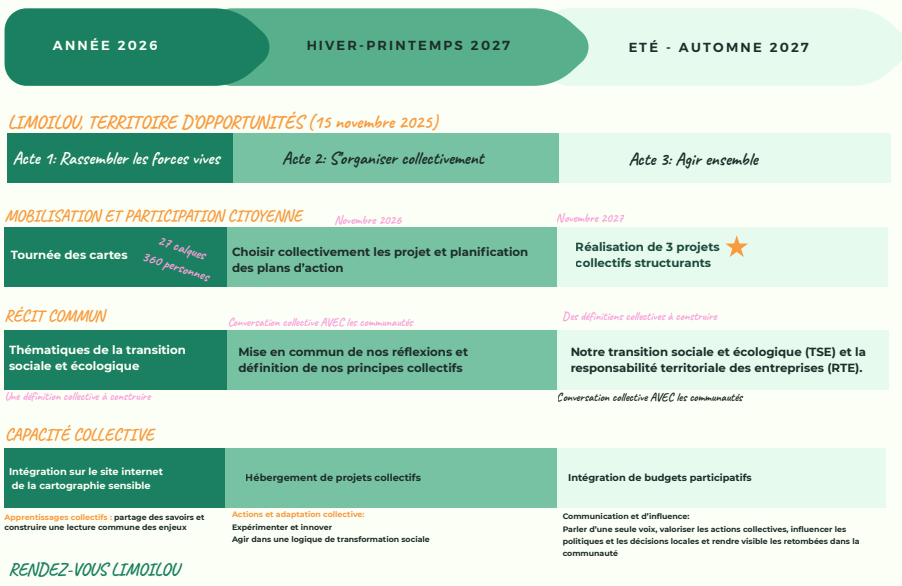 ANNÉE 2026
HIVER-PRINTEMPS 2027
ETÉ - AUTOMNE 2027
LIMOILOU, TERRITOIRE D'OPPORTUNITÉS (15 novembre 2025)
Acte 1: Rassembler les forces vives
Acte 2: S'organiser collectivement
Acte 3: Agir ensemble
MOBILISATION ET PARTICIPATION CITOYENNE
Novembre 2026
Novembre 2027
Tournée des cartes
27 calques
360 personnes
Choisir collectivement les projet et planification
des plans d'action
Réalisation de 3 projets
collectifs structurants
RÉCIT COMMUN
Conversation collective AVEC les communautés
Des définitions collectives à construire
Thématiques de la transition
sociale et écologique
Mise en commun de nos réflexions et
définition de nos principes collectifs
Notre transition sociale et écologique (TSE) et la
responsabilité territoriale des entreprises (RTE).
Une définition collective à construire
Conversation collective AVEC les communautés
CAPACITÉ COLLECTIVE
Intégration sur le site internet
de la cartographie sensible
Hébergement de projets collectifs
Intégration de budgets participatifs
Apprentissages collectifs : partage des savoirs et
construire une lecture commune des enjeux
Actions et adaptation collective:
Expérimenter et innover
Agir dans une logique de transformation sociale
Communication et d'influence:
Parler d'une seule voix, valoriser les actions collectives, influencer les
politiques et les décisions locales et rendre visible les retombées dans la
communauté
RENDEZ-VOUS LIMOILOU